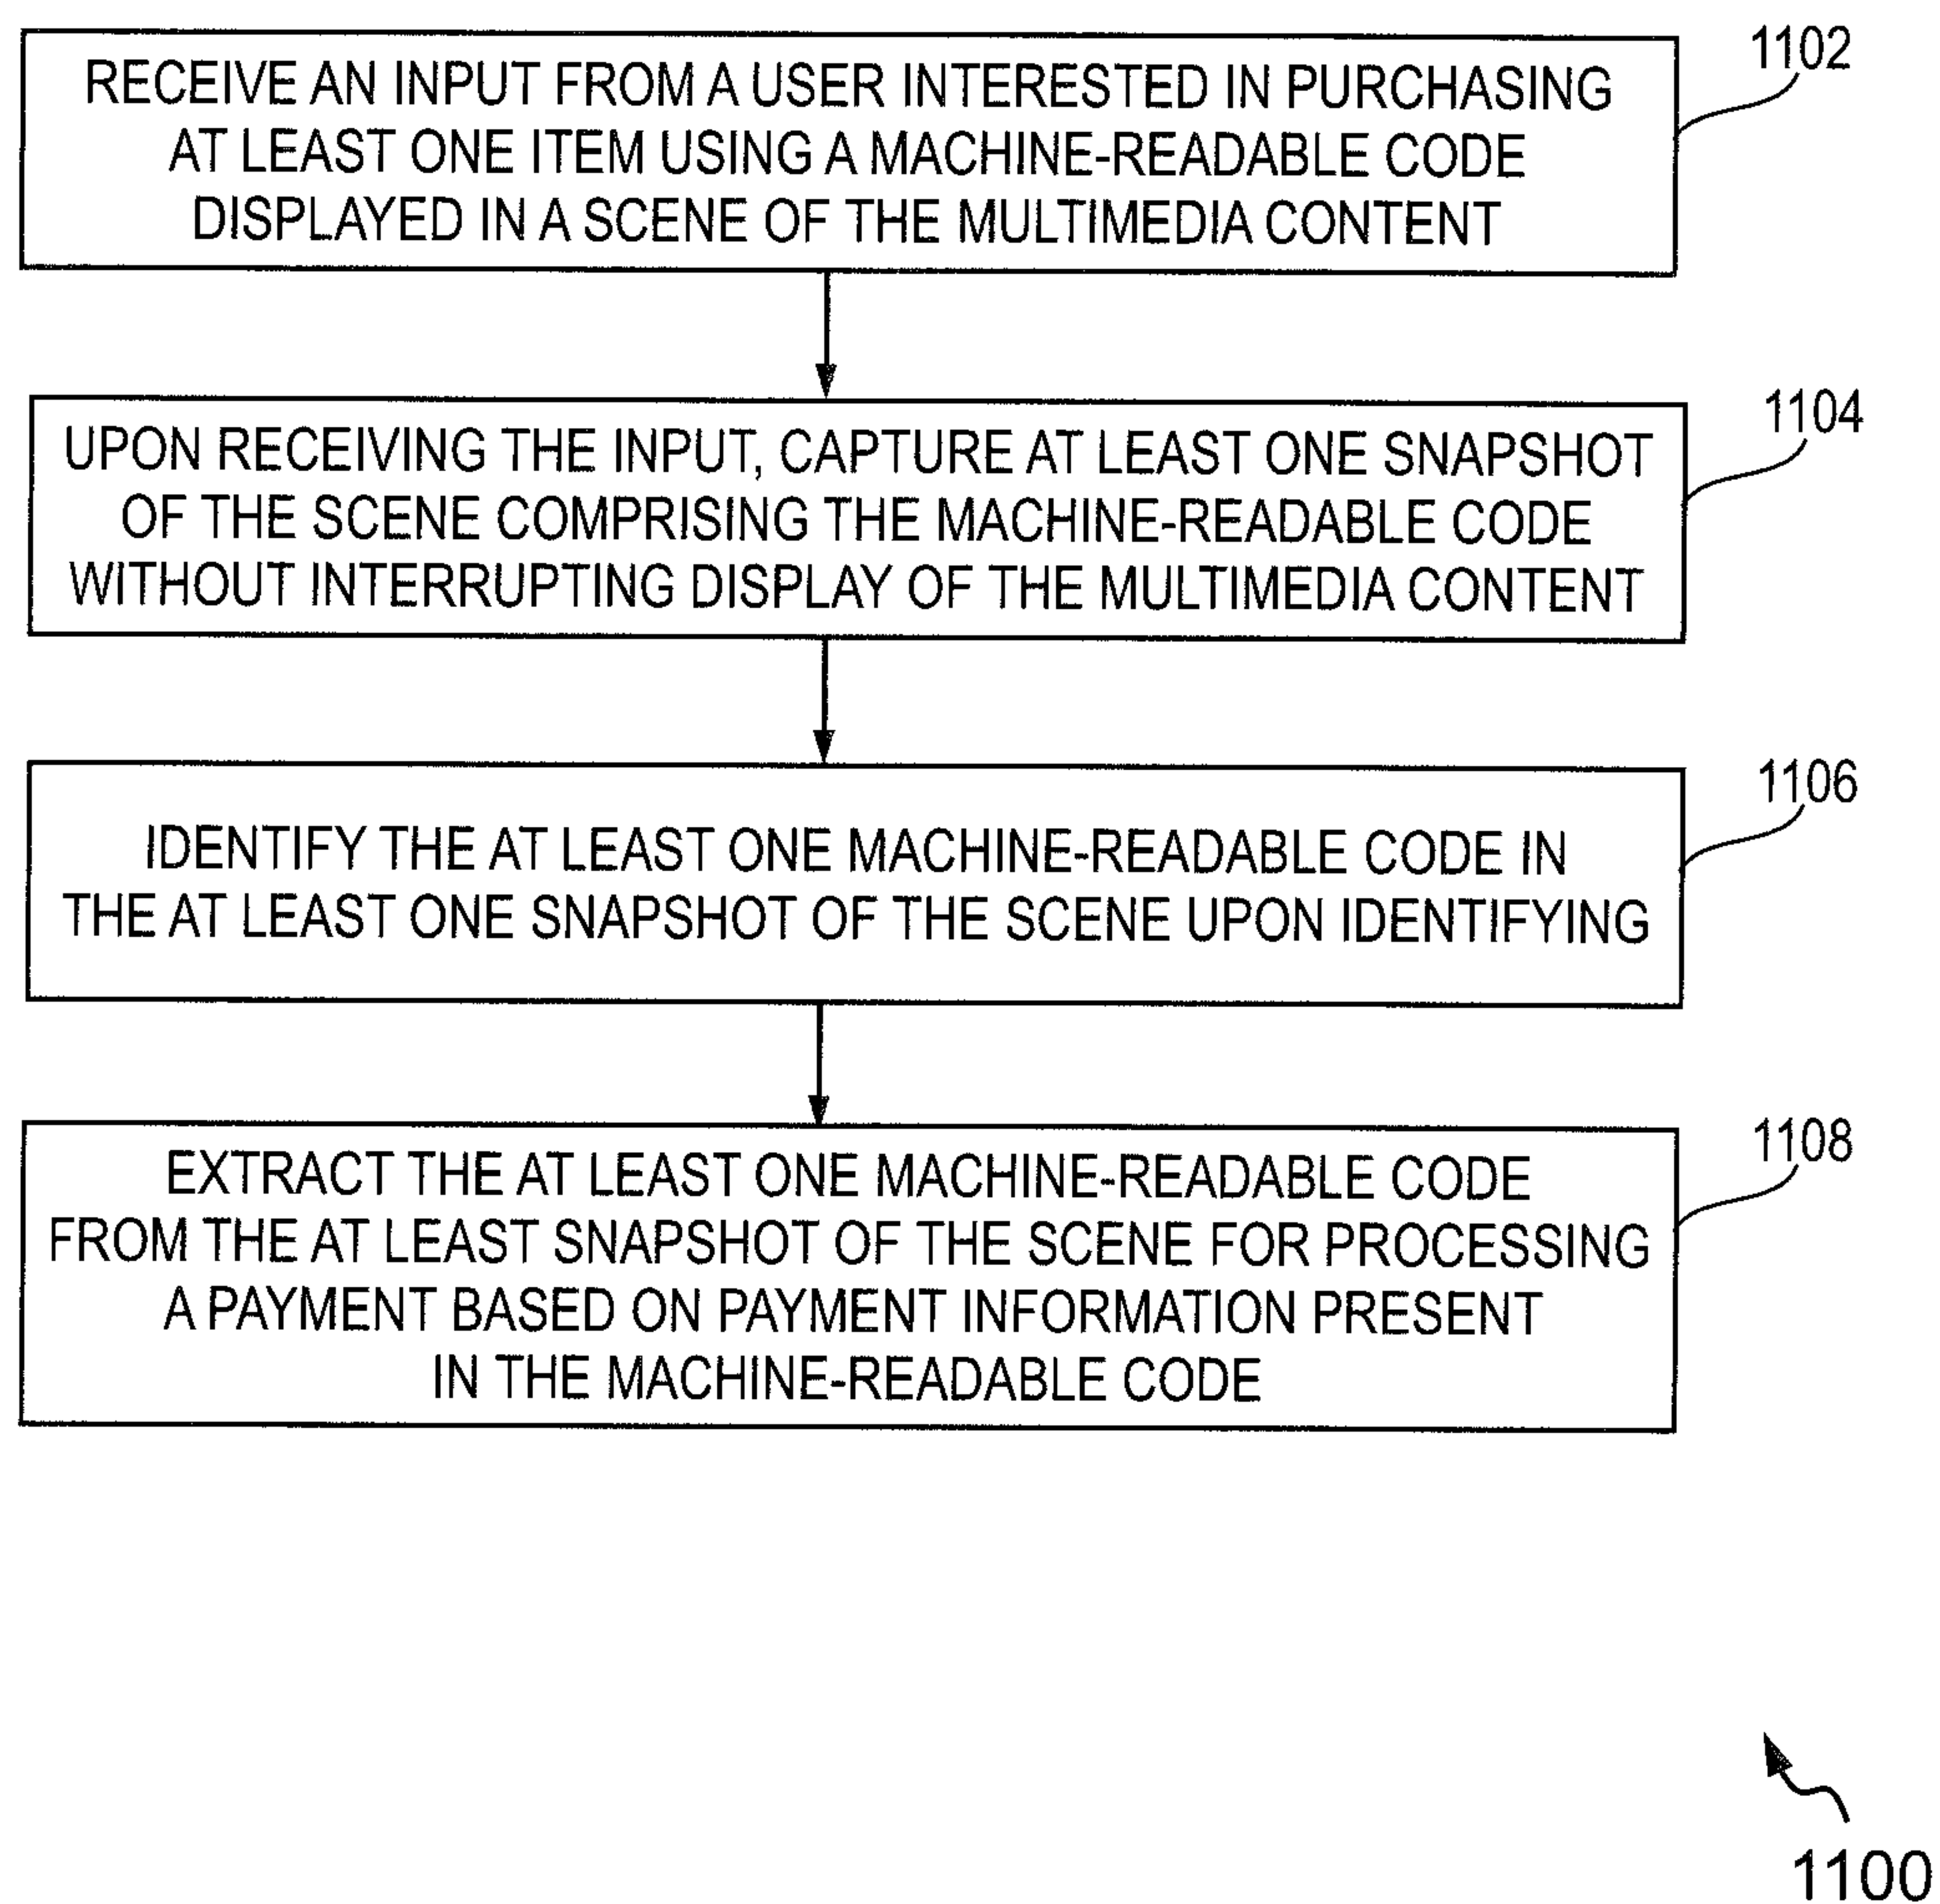 1102
RECEIVE AN INPUT FROM A USER INTERESTED IN PURCHASING
AT LEAST ONE ITEM USING A MACHINE-READABLE CODE
DISPLAYED IN A SCENE OF THE MULTIMEDIA CONTENT
1104
UPON RECEIVING THE INPUT, CAPTURE AT LEAST ONE SNAPSHOT
OF THE SCENE COMPRISING THE MACHINE-READABLE CODE
WITHOUT INTERRUPTING DISPLAY OF THE MULTIMEDIA CONTENT
1106
IDENTIFY THE AT LEAST ONE MACHINE-READABLE CODE IN
THE AT LEAST ONE SNAPSHOT OF THE SCENE UPON IDENTIFYING
1108
EXTRACT THE AT LEAST ONE MACHINE-READABLE CODE
FROM THE AT LEAST SNAPSHOT OF THE SCENE FOR PROCESSING
A PAYMENT BASED ON PAYMENT INFORMATION PRESENT
IN THE MACHINE-READABLE CODE
1100